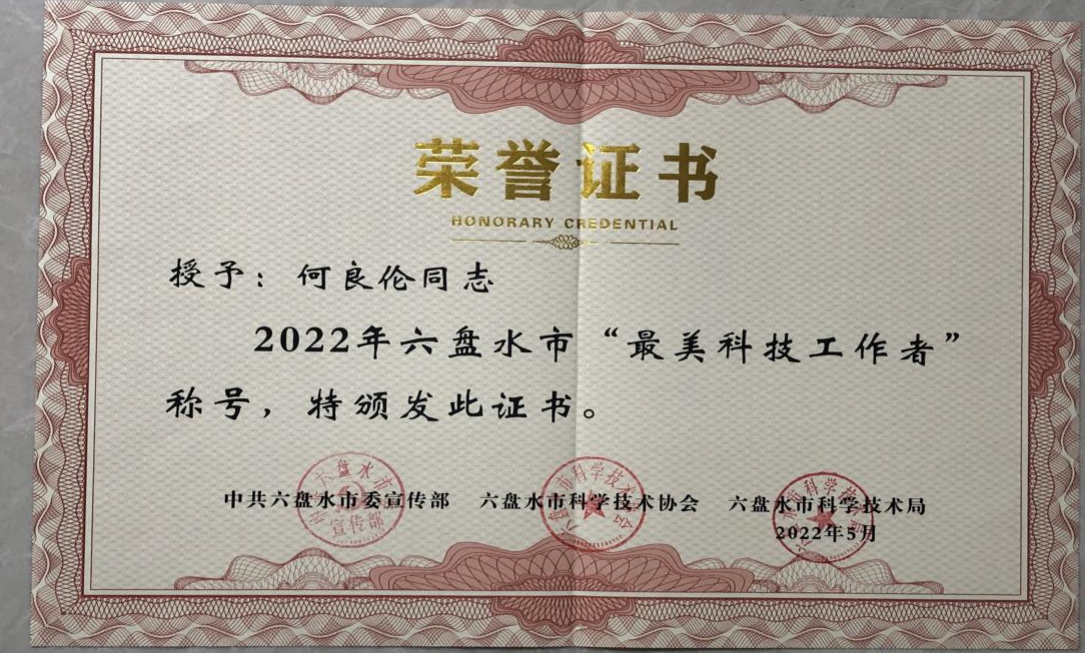 荣誉证书
HONORARY CREDENTIAL
授予：何良伦同志
2022年六盘水市“最美科技工作者”
称号，特颁发此证书。
中共六盘水市委宣传部 六盘水市科学技术协会 六盘水市科学技术局
2022年5月
宣传部